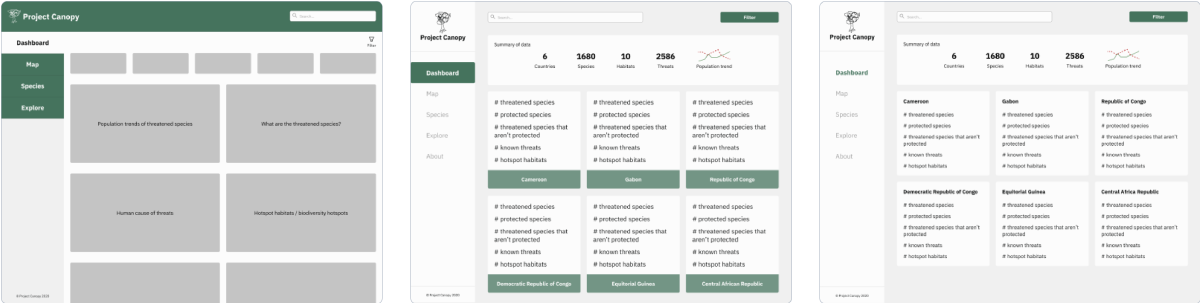 Project Canopy
Search...
Dashboard
Filter
Map
Species
Explore
Population trends of threatened species
What are the threatened species?
Human cause of threats
Hotspot habitats / biodiversity hotspots
© Project Canopy 2020
Project Canopy
Search...
Filter
Summary of data
6 1680 10 2586
Countries Species Habitats Threats Population trend
Dashboard
Map
Species
Explore
About
# threatened species
# protected species
# threatened species that
aren't protected
# known threats
# hotspot habitats
Cameroon
# threatened species
# protected species
# threatened species that
aren't protected
# known threats
# hotspot habitats
Gabon
# threatened species
# protected species
# threatened species that
aren't protected
# known threats
# hotspot habitats
Republic of Congo
# threatened species
# protected species
# threatened species that
aren't protected
# known threats
# hotspot habitats
Democratic Republic of Congo
# threatened species
# protected species
# threatened species that
aren't protected
# known threats
# hotspot habitats
Equitorial Guinea
# threatened species
# protected species
# threatened species that
aren't protected
# known threats
# hotspot habitats
Central African Republic
© Project Canopy 2020
Project Canopy
Search...
Filter
Summary of data
6 1680 10 2586
Countries Species Habitats Threats Population trend
Dashboard
Map
Species
Explore
About
Cameroon
# threatened species
# protected species
# threatened species that aren't
protected
# known threats
# hotspot habitats
Gabon
# threatened species
# protected species
# threatened species that aren't
protected
# known threats
# hotspot habitats
Republic of Congo
# threatened species
# protected species
# threatened species that aren't
protected
# known threats
# hotspot habitats
Democratic Republic of Congo
# threatened species
# protected species
# threatened species that aren't
protected
# known threats
# hotspot habitats
Equitorial Guinea
# threatened species
# protected species
# threatened species that aren't
protected
# known threats
# hotspot habitats
Central Africa Republic
# threatened species
# protected species
# threatened species that aren't
protected
# known threats
# hotspot habitats
© Project Canopy 2020